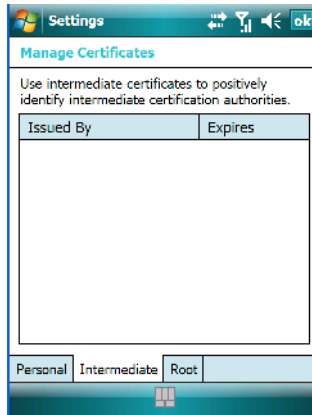 Settings ok
Manage Certificates
Use intermediate certificates to positively
identify intermediate certification authorities.
Issued By Expires
Personal Intermediate Root